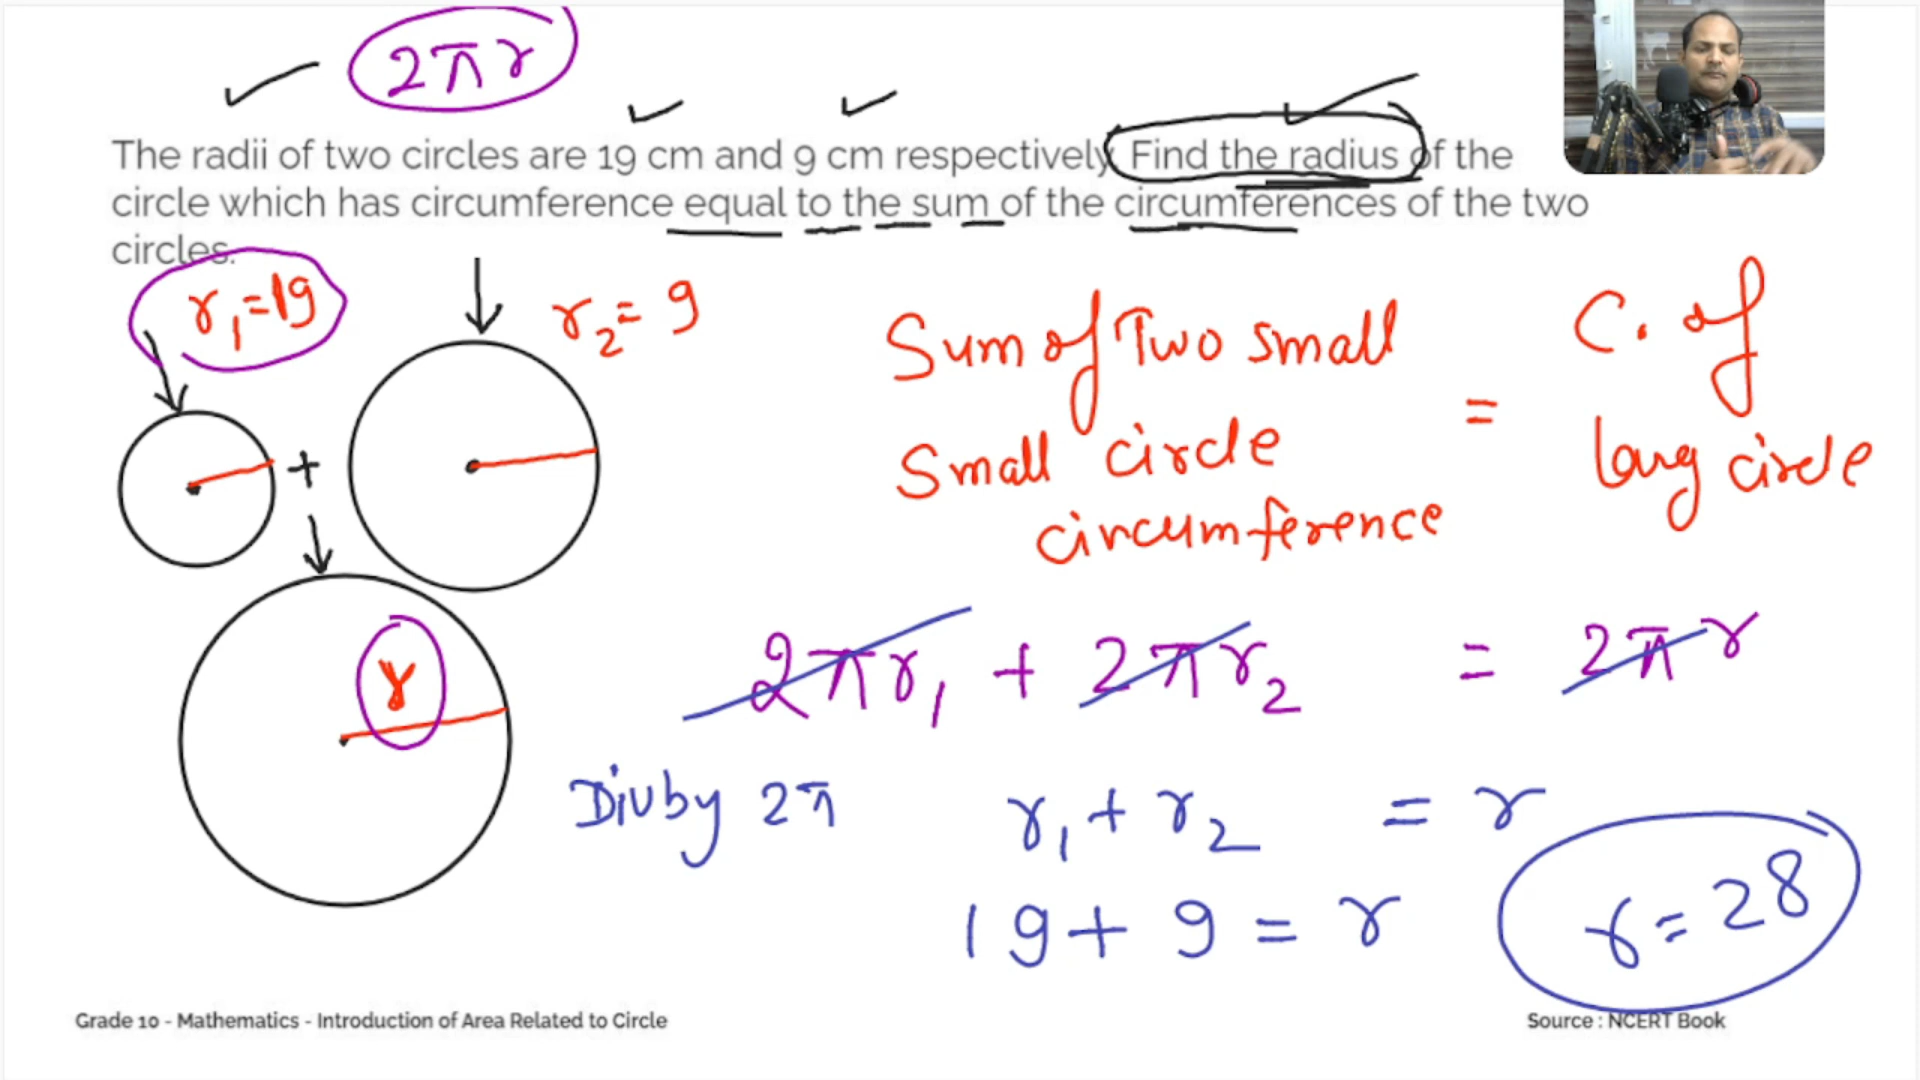 2πr
The radii of two circles are 19 cm and 9 cm respectively. Find the radius of the
circle which has circumference equal to the sum of the circumferences of the two
circles.
r₁=19
r₂= 9
+
r
Sum of Two small
Small circle
circumference
=
C. of
larg circle
2πr₁ + 2πr₂ = 2πr
Div by 2π
r₁ + r₂ = r
19 + 9 = r
r = 28
Grade 10 - Mathematics - Introduction of Area Related to Circle
Source : NCERT Book